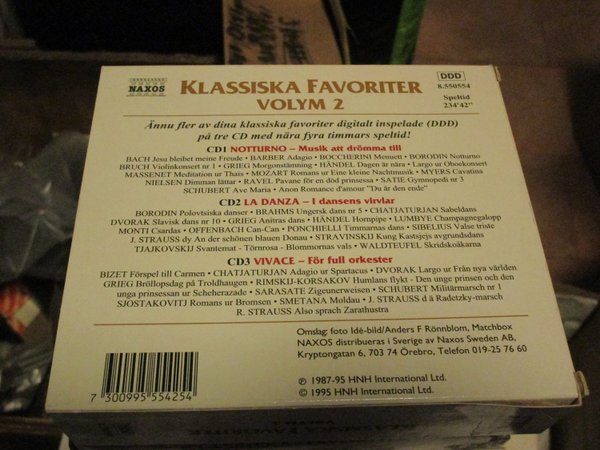 NAXOS
KLASSISKA FAVORITER
VOLYM 2
DDD
8.550554
Speltid
234'42"
Ännu fler av dina klassiska favoriter digitalt inspelade (DDD)
på tre CD med nära fyra timmars speltid!
CD1 NOTTURNO – Musik att drömma till
BACH Jesu bleibet meine Freude · BARBER Adagio · BOCCHERINI Menuett · BORODIN Notturno
BRUCH Violinkonsert nr 1 · GRIEG Morgonstämning · HÄNDEL Dagen är nära · Largo ur Oboekonsert
MASSENET Meditation ur Thais · MOZART Romans ur Eine kleine Nachtmusik · MYERS Cavatina
NIELSEN Dimman lättar · RAVEL Pavane för en död prinsessa · SATIE Gymnopedi nr 3
SCHUBERT Ave Maria · Anon Romance d'amour "Du är den ende"
CD2 LA DANZA – I dansens virvlar
BORODIN Polovtsiska danser · BRAHMS Ungersk dans nr 5 · CHATJATURJAN Sabeldans
DVORAK Slavisk dans nr 10 · GRIEG Anitras dans · HÄNDEL Hornpipe · LUMBYE Champagnegalopp
MONTI Csardas · OFFENBACH Can-Can · PONCHIELLI Timmarnas dans · SIBELIUS Valse triste
J. STRAUSS dy An der schönen blauen Donau · STRAVINSKIJ Kung Kastsjejs avgrundsdans
TJAJKOVSKIJ Svantemat - Törnrosa - Blommornas vals · WALDTEUFEL Skridskoåkarna
CD3 VIVACE – För full orkester
BIZET Förspel till Carmen · CHATJATURJAN Adagio ur Spartacus · DVORAK Largo ur Från nya världen
GRIEG Bröllopsdag på Troldhaugen · RIMSKIJ-KORSAKOV Humlans flykt - Den unge prinsen och den
unga prinsessan ur Scheherazade · SARASATE Zigeunerweisen · SCHUBERT Militärmarsch nr 1
SJOSTAKOVITJ Romans ur Bromsen · SMETANA Moldau · J. STRAUSS d ä Radetzky-marsch
R. STRAUSS Also sprach Zarathustra
Omslag: foto Idé-bild/Anders F Rönnblom, Matchbox
NAXOS distribueras i Sverige av Naxos Sweden AB,
Kryptongatan 6, 703 74 Örebro, Telefon 019-25 76 60
℗ 1987-95 HNH International Ltd.
© 1995 HNH International Ltd.
7 300995 554254
KLASSISKA FAVORITER